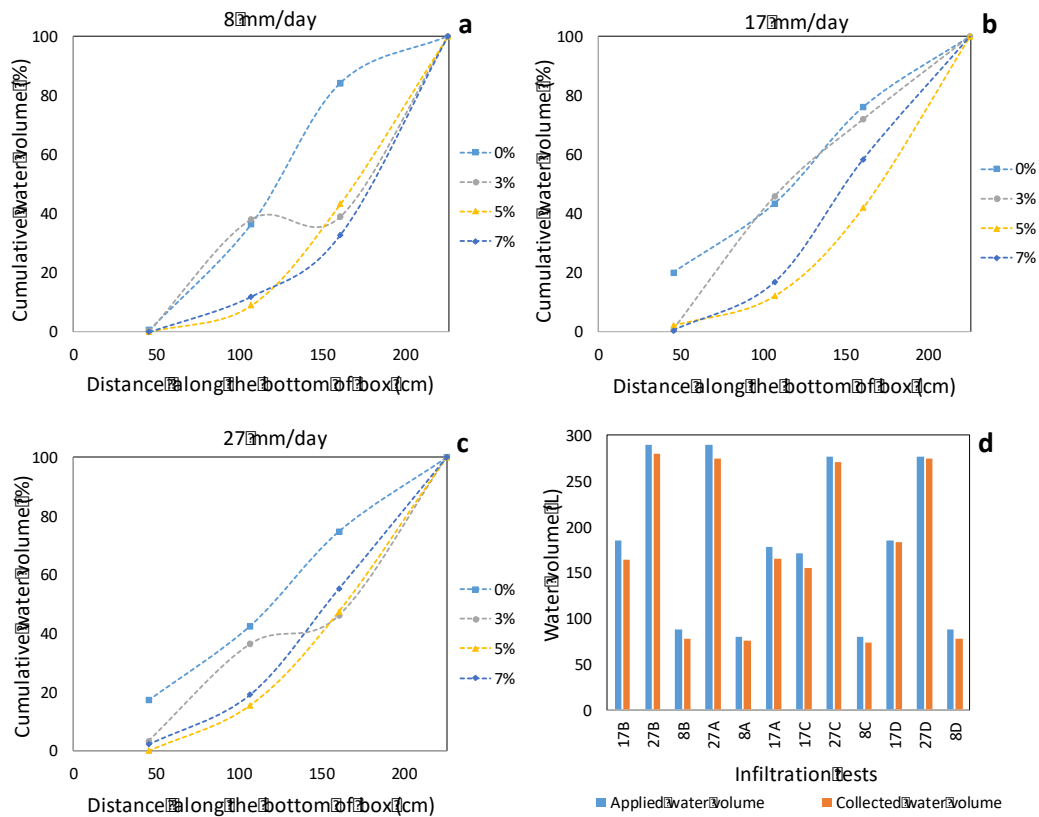 8 mm/day
a
Cumulative water volume (%)
100
80
60
40
20
0
0
50
100
150
200
Distance along the bottom of box (cm)
0%
3%
5%
7%
17 mm/day
b
Cumulative water volume (%)
100
80
60
40
20
0
0
50
100
150
200
Distance along the bottom of box (cm)
0%
3%
5%
7%
27 mm/day
c
Cumulative water volume (%)
100
80
60
40
20
0
0
50
100
150
200
Distance along the bottom of box (cm)
0%
3%
5%
7%
d
Water volume (L)
300
250
200
150
100
50
0
17B
27B
8B
27A
8A
17A
17C
27C
8C
17D
27D
8D
Infiltration tests
Applied water volume
Collected water volume